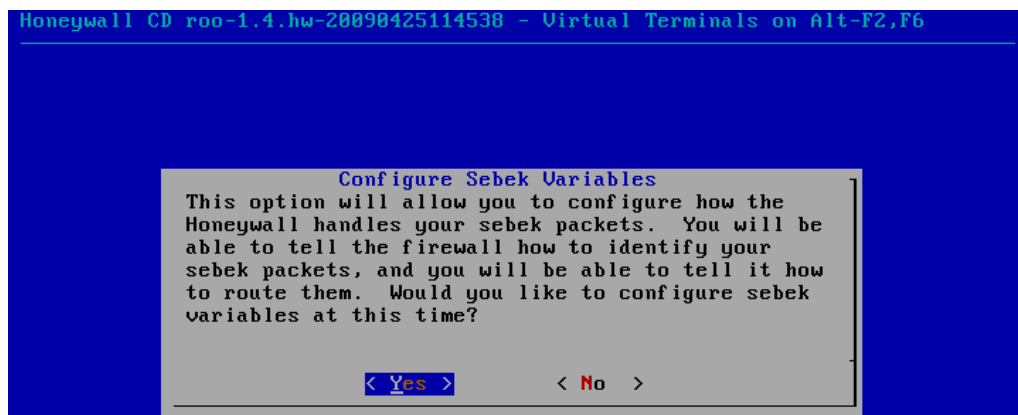 Honeywall CD roo-1.4.hw-20090425114538 - Virtual Terminals on Alt-F2,F6
Configure Sebek Variables
This option will allow you to configure how the
Honeywall handles your sebek packets.  You will be
able to tell the firewall how to identify your
sebek packets, and you will be able to tell it how
to route them.  Would you like to configure sebek
variables at this time?
< Yes > < No  >